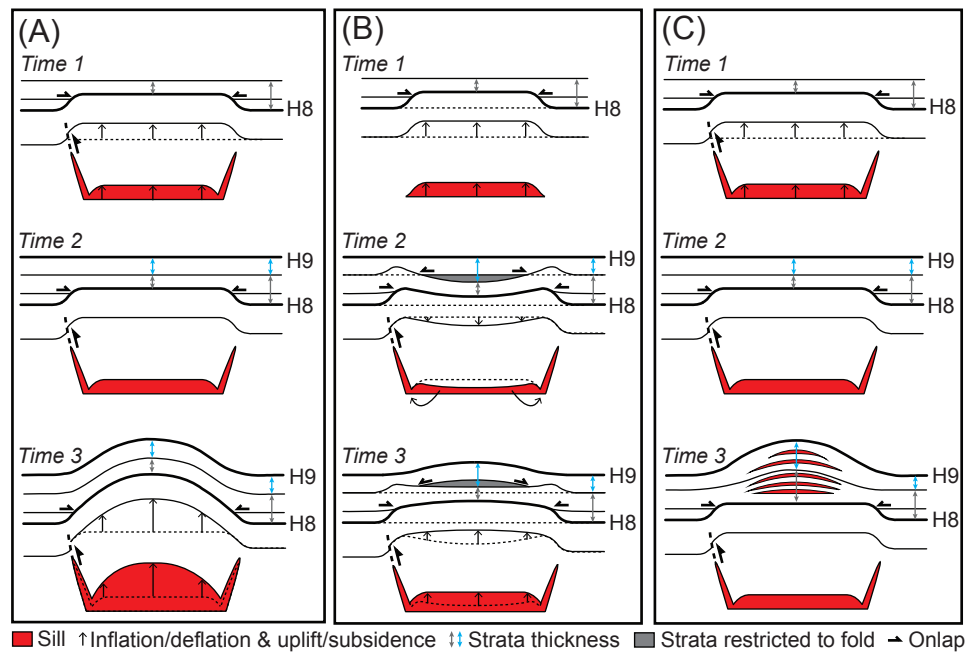 (A)
Time 1
H8
Time 2
H9
H8
Time 3
H9
H8
(B)
Time 1
H8
Time 2
H9
H8
Time 3
H9
H8
(C)
Time 1
H8
Time 2
H9
H8
Time 3
H9
H8
Sill Inflation/deflation & uplift/subsidence Strata thickness Strata restricted to fold Onlap